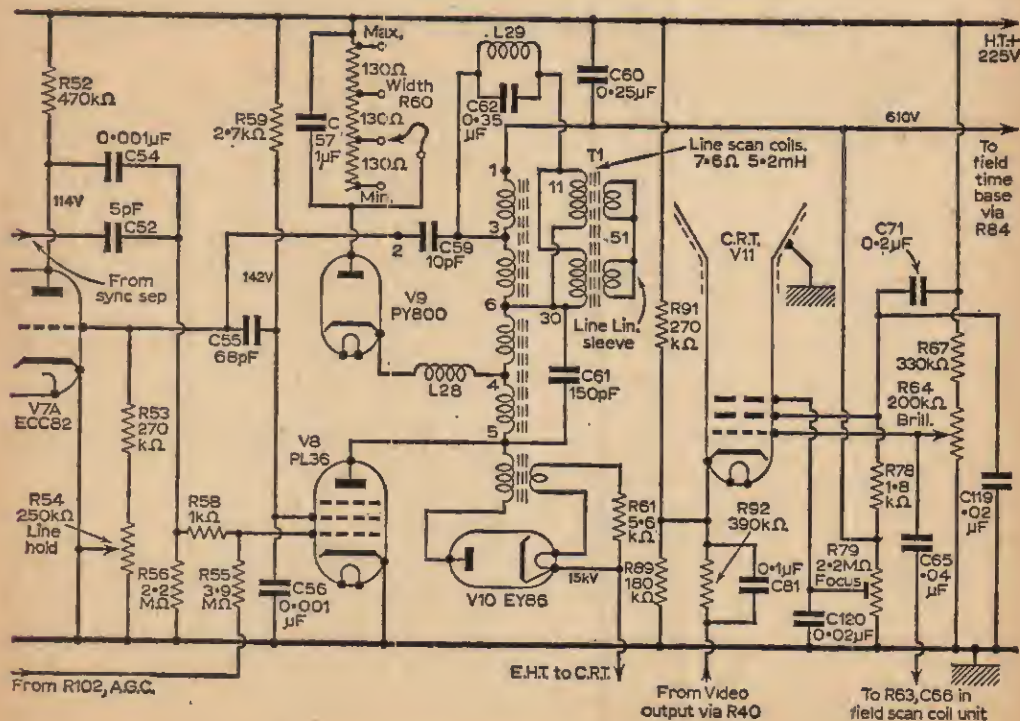 R52
470kΩ
0·001μF
C54
114V
5pF
C52
From
sync sep
V7A
ECC82
R53
270
kΩ
R54
250kΩ
Line
hold
R56
2·2
MΩ
R58
1kΩ
R55
3·9
MΩ
From R102, A.G.C.
R59
2·7kΩ
142V
C55
68pF
C56
0·001
μF
C
57
1μF
Max.
130Ω
Width
R60
130Ω
130Ω
Min.
V9
PY800
L28
V8
PL36
2
C59
10pF
L29
C62
0·35
μF
1
3
6
4
5
11
30
T1
51
Line scan coils.
7·6Ω 5·2mH
Line Lin.
sleeve
C61
150pF
C60
0·25μF
V10 EY86
15kV
R61
5·6
kΩ
E.H.T. to C.R.T.
R91
270
kΩ
R89
180
kΩ
C.R.T.
V11
R92
390kΩ
0·1μF
C81
From Video
output via R40
H.T.+
225V
610V
To
field
time
base
via
R84
C71
0·2μF
R67
330kΩ
R64
200kΩ
Brill.
R78
1·8
kΩ
R79
2·2MΩ
Focus
C120
0·02μF
C65
·04
μF
C119
·02
μF
To R63, C66 in
field scan coil unit